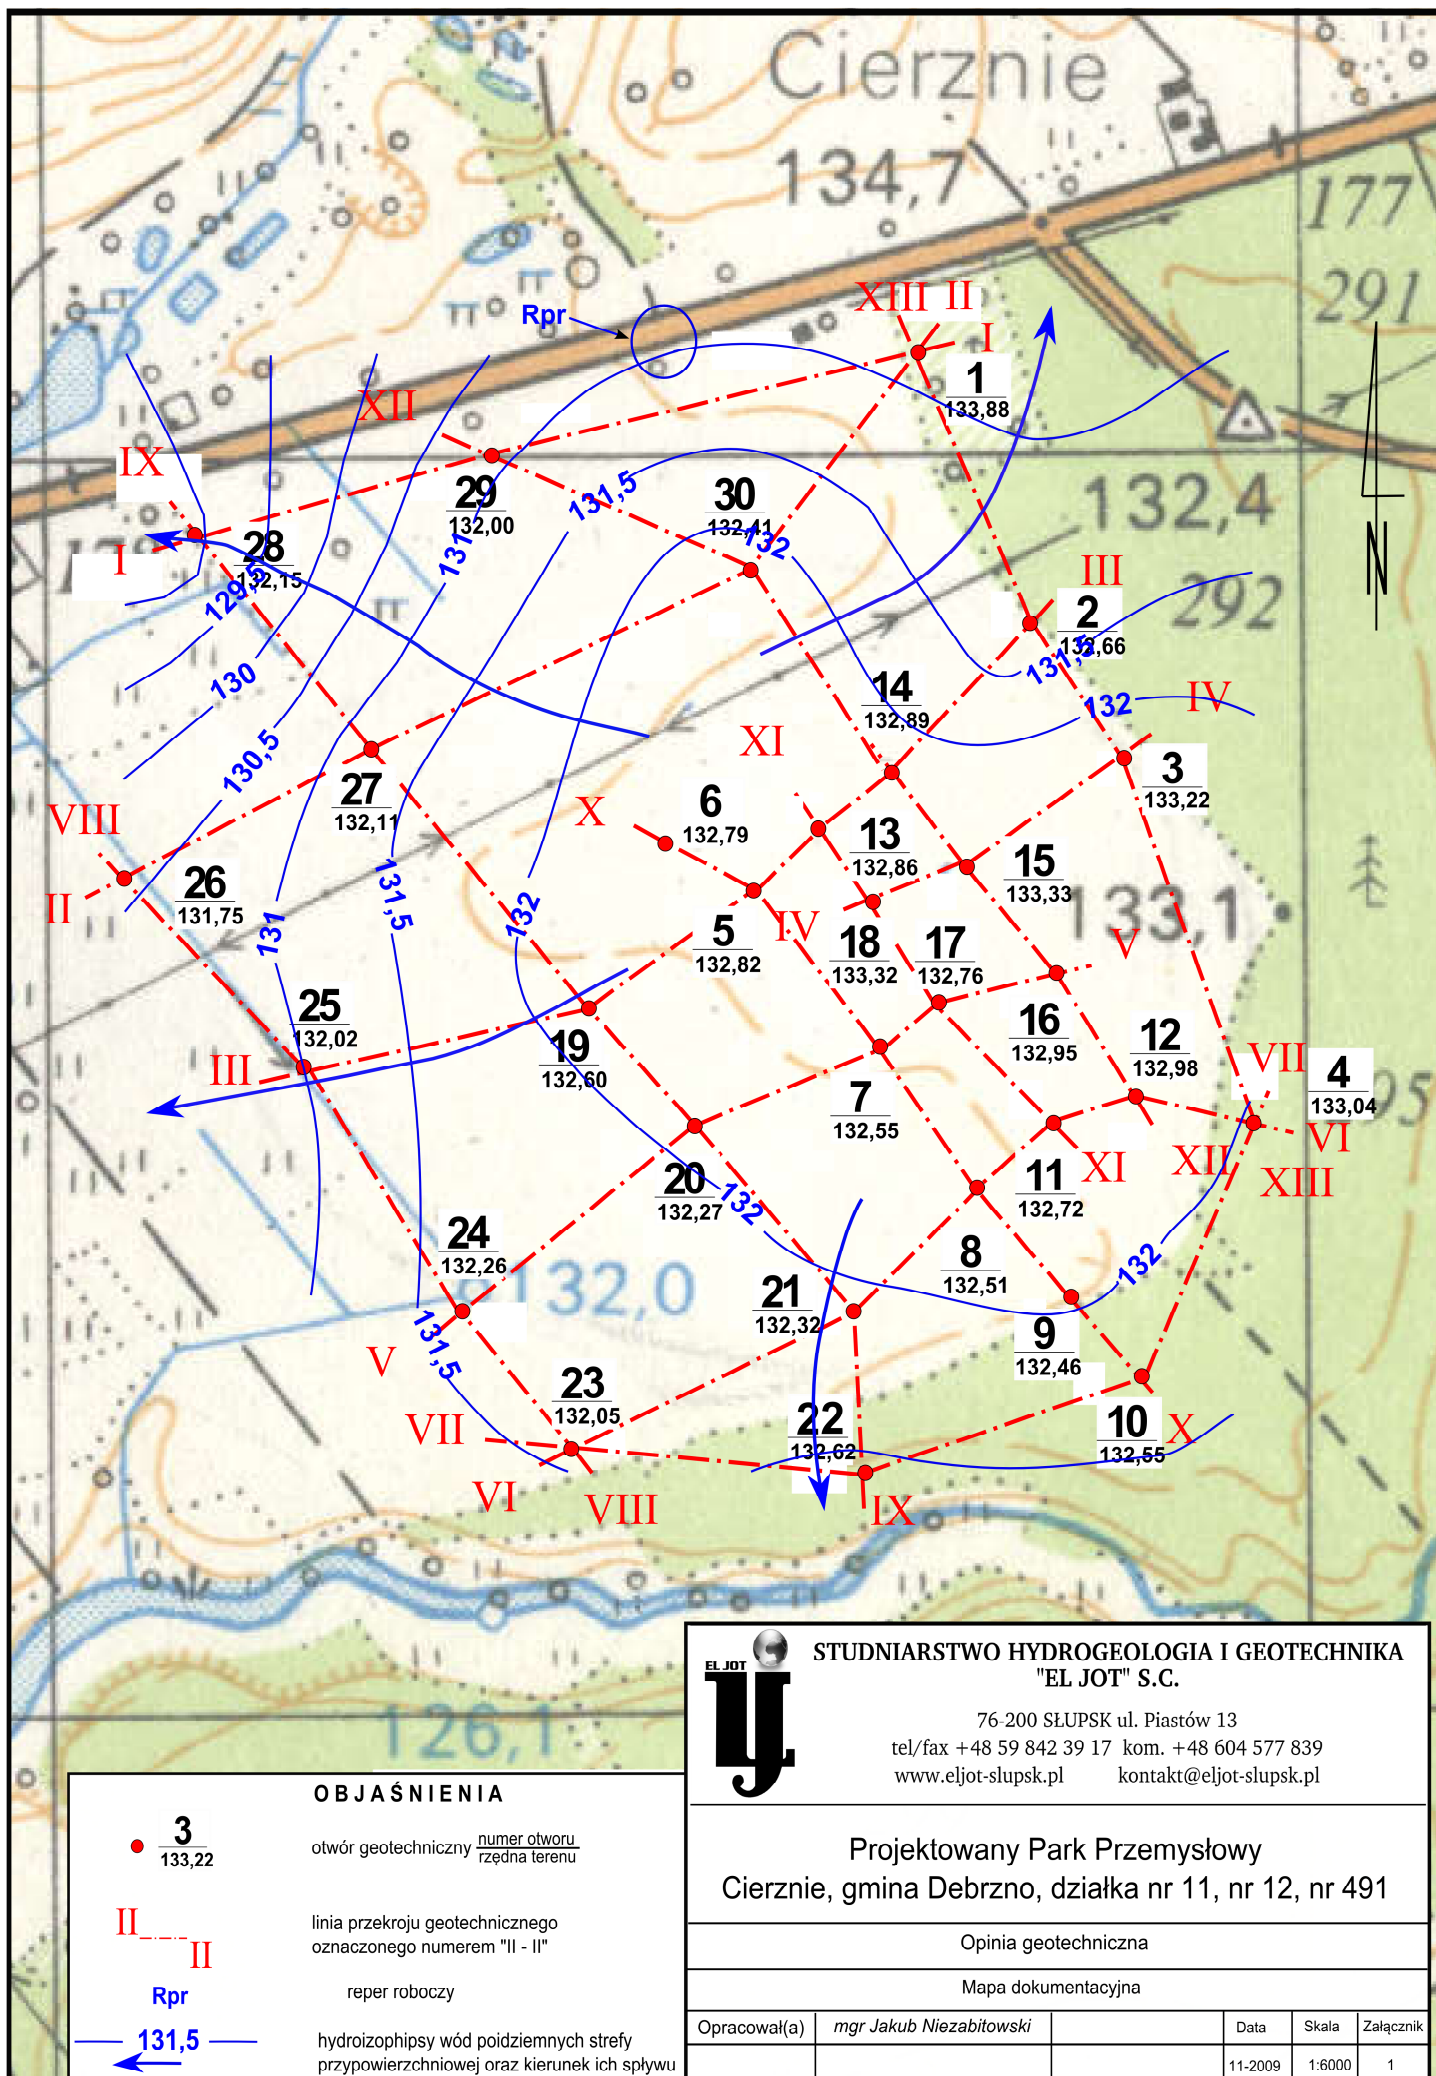 Cierznie
134,7
177
291
XIII II
I
Rpr
1
133,88
XII
IX
29
132,00
131,5
30
132,41
132
132,4
131
I
28
132,15
129,5
III
292
2
132,66
131,5
130
14
132,89
132
IV
130,5
XI
3
133,22
27
132,11
6
132,79
X
VIII
13
132,86
15
133,33
26
131,75
II
131,5
132
131
133,1
5
132,82
IV
18
133,32
17
132,76
V
25
132,02
III
19
132,60
16
132,95
12
132,98
VII
4
133,04
95
VI
7
132,55
XI
XII
XIII
20
132,27
132
11
132,72
24
132,26
132,0
8
132,51
132
21
132,32
131,5
V
9
132,46
23
132,05
VII
22
132,62
10
132,55
X
VI
VIII
IX
126,1
EL JOT
STUDNIARSTWO HYDROGEOLOGIA I GEOTECHNIKA
"EL JOT" S.C.
76-200 SŁUPSK ul. Piastów 13
tel/fax +48 59 842 39 17 kom. +48 604 577 839
www.eljot-slupsk.pl kontakt@eljot-slupsk.pl
Projektowany Park Przemysłowy
Cierznie, gmina Debrzno, działka nr 11, nr 12, nr 491
Opinia geotechniczna
Mapa dokumentacyjna
Opracował(a) mgr Jakub Niezabitowski Data Skala Załącznik
11-2009 1:6000 1
OBJAŚNIENIA
3
133,22
otwór geotechniczny numer otworu
rzędna terenu
II
II
linia przekroju geotechnicznego
oznaczonego numerem "II - II"
Rpr
reper roboczy
131,5
hydroizophipsy wód poidziemnych strefy
przypowierzchniowej oraz kierunek ich spływu
N